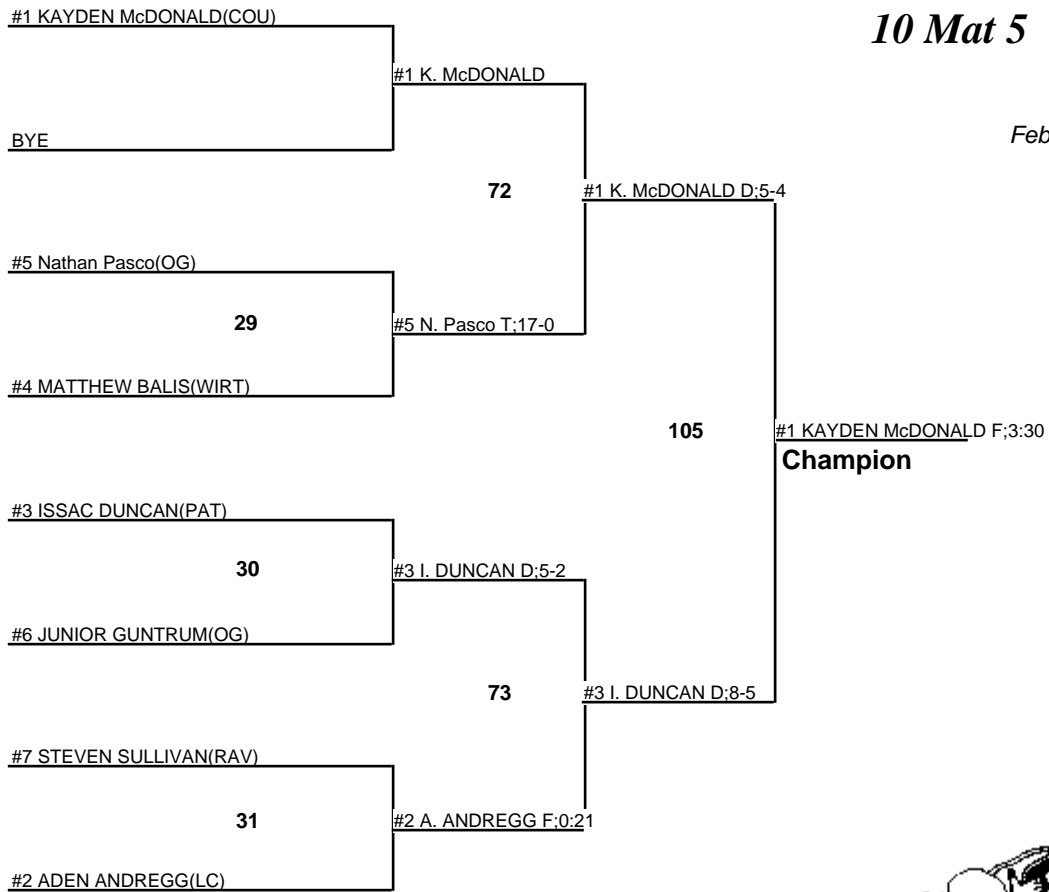 #1 KAYDEN McDONALD(COU)
10 Mat 5
#1 K. McDONALD
BYE
Feb
72
#1 K. McDONALD D;5-4
#5 Nathan Pasco(OG)
29
#5 N. Pasco T;17-0
#4 MATTHEW BALIS(WIRT)
105
#1 KAYDEN McDONALD F;3:30
Champion
#3 ISSAC DUNCAN(PAT)
30
#3 I. DUNCAN D;5-2
#6 JUNIOR GUNTRUM(OG)
73
#3 I. DUNCAN D;8-5
#7 STEVEN SULLIVAN(RAV)
31
#2 A. ANDREGG F;0:21
#2 ADEN ANDREGG(LC)